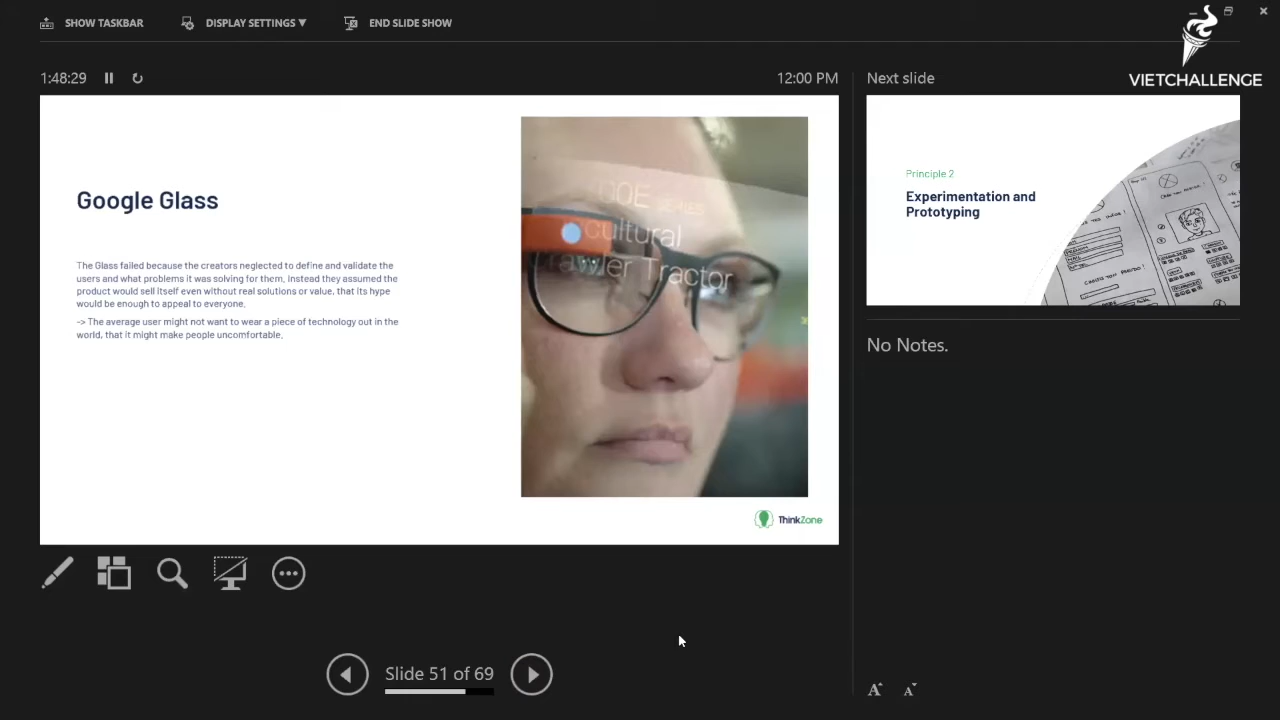 SHOW TASKBAR
DISPLAY SETTINGS ▼
END SLIDE SHOW
VIETCHALLENGE
1:48:29
12:00 PM
Next slide
Google Glass
The Glass failed because the creators neglected to define and validate the
users and what problems it was solving for them. Instead they assumed the
product would sell itself even without real solutions or value, that its hype
would be enough to appeal to everyone.
-> The average user might not want to wear a piece of technology out in the
world, that it might make people uncomfortable.
OOE SERIES
cultural
rawler Tractor
ThinkZone
Principle 2
Experimentation and
Prototyping
No Notes.
Slide 51 of 69
A A